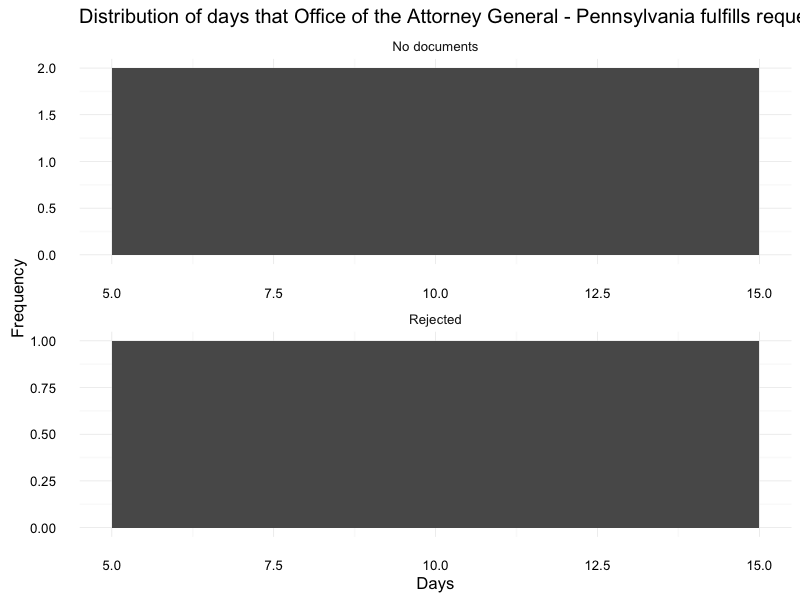 Distribution of days that Office of the Attorney General - Pennsylvania fulfills
No documents
2.0
1.5
1.0
0.5
0.0
5.0 7.5 10.0 12.5 15.0
Frequency
Rejected
1.00
0.75
0.50
0.25
0.00
5.0 7.5 10.0 12.5 15.0
Days